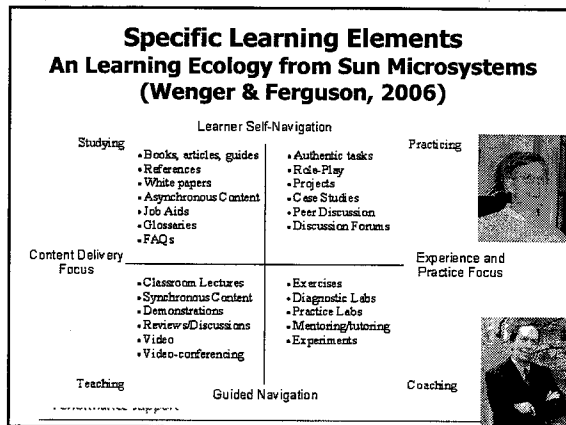 Specific Learning Elements
An Learning Ecology from Sun Microsystems
(Wenger & Ferguson, 2006)
Learner Self-Navigation
Studying
Practicing
• Books, articles, guides
• References
• White papers
• Asynchronous Content
• Job Aids
• Glossaries
• FAQs
• Authentic tasks
• Role-Play
• Projects
• Case Studies
• Peer Discussion
• Discussion Forums
Content Delivery
Focus
Experience and
Practice Focus
• Classroom Lectures
• Synchronous Content
• Demonstrations
• Reviews/Discussions
• Video
• Video-conferencing
• Exercises
• Diagnostic Labs
• Practice Labs
• Mentoring/tutoring
• Experiments
Teaching
Guided Navigation
Coaching
Performance Support